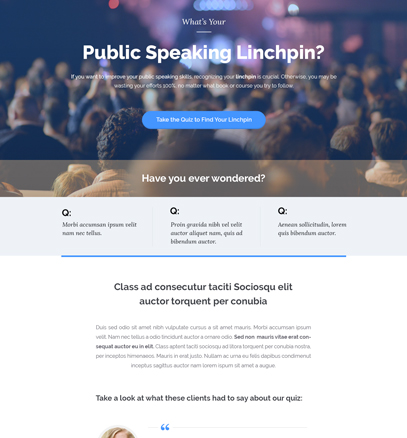 What's Your
Public Speaking Linchpin?
If you want to improve your public speaking skills, recognizing your linchpin is crucial. Otherwise, you may be
wasting your efforts 100%, no matter what book or course you try to follow.
Take the Quiz to Find Your Linchpin
Have you ever wondered?
Q:
Morbi accumsan ipsum velit
nam nec tellus.
Q:
Proin gravida nibh vel velit
auctor aliquet nam, quis ad
bibendum auctor.
Q:
Aenean sollicitudin, lorem
quis bibendum auctor.
Class ad consecutur taciti Sociosqu elit
auctor torquent per conubia
Duis sed odio sit amet nibh vulputate cursus a sit amet mauris. Morbi accumsan ipsum
velit. Nam nec tellus a odio tincidunt auctor a ornare odio. Sed non mauris vitae erat con-
sequat auctor eu in elit. Class aptent taciti sociosqu ad litora torquent per conubia nostra,
per inceptos himenaeos. Mauris in erat justo. Nullam ac urna eu felis dapibus condimentum
inceptus sagittis auctor nam lorem ispum sit amet a augue.
Take a look at what these clients had to say about our quiz:
“